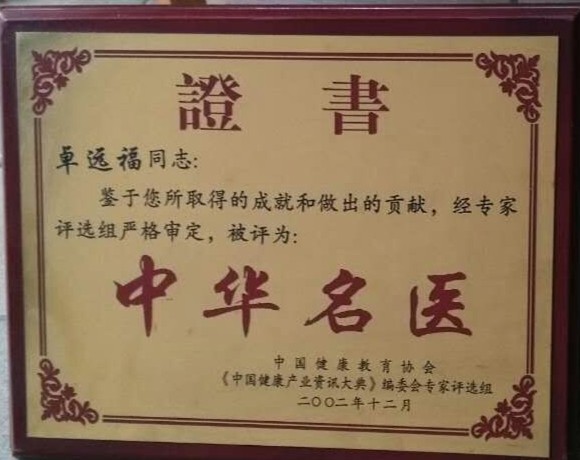 證書
卓远福同志:
鉴于您所取得的成就和做出的贡献，经专家
评选组严格审定，被评为:
中华名医
中国健康教育协会
《中国健康产业资讯大典》编委会专家评选组
二〇〇二年十二月